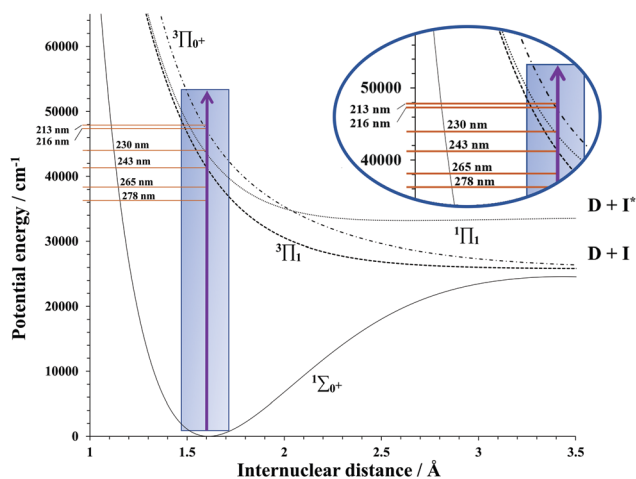 Potential energy / cm⁻¹
60000
50000
40000
30000
20000
10000
0
³Π₀⁺
213 nm
216 nm
230 nm
243 nm
265 nm
278 nm
50000
40000
213 nm
216 nm
230 nm
243 nm
265 nm
278 nm
D + I*
¹Π₁
³Π₁
D + I
¹Σ₀⁺
1
1.5
2
2.5
3
3.5
Internuclear distance / Å